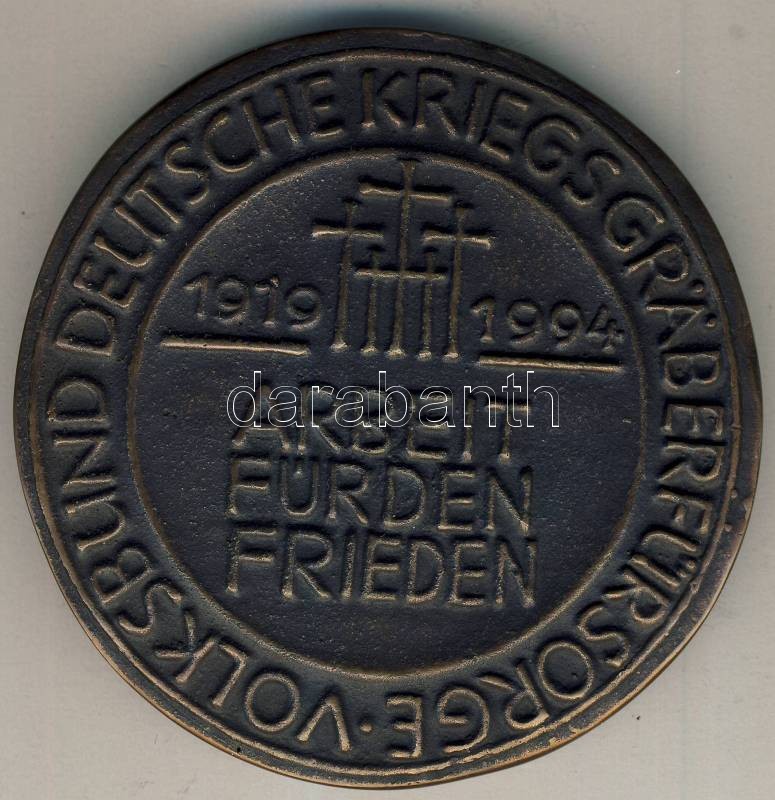 VOLKSBUND DEUTSCHE KRIEGSGRÄBERFÜRSORGE ·
1919 1994
ARBEIT
FÜR DEN
FRIEDEN
darabanth